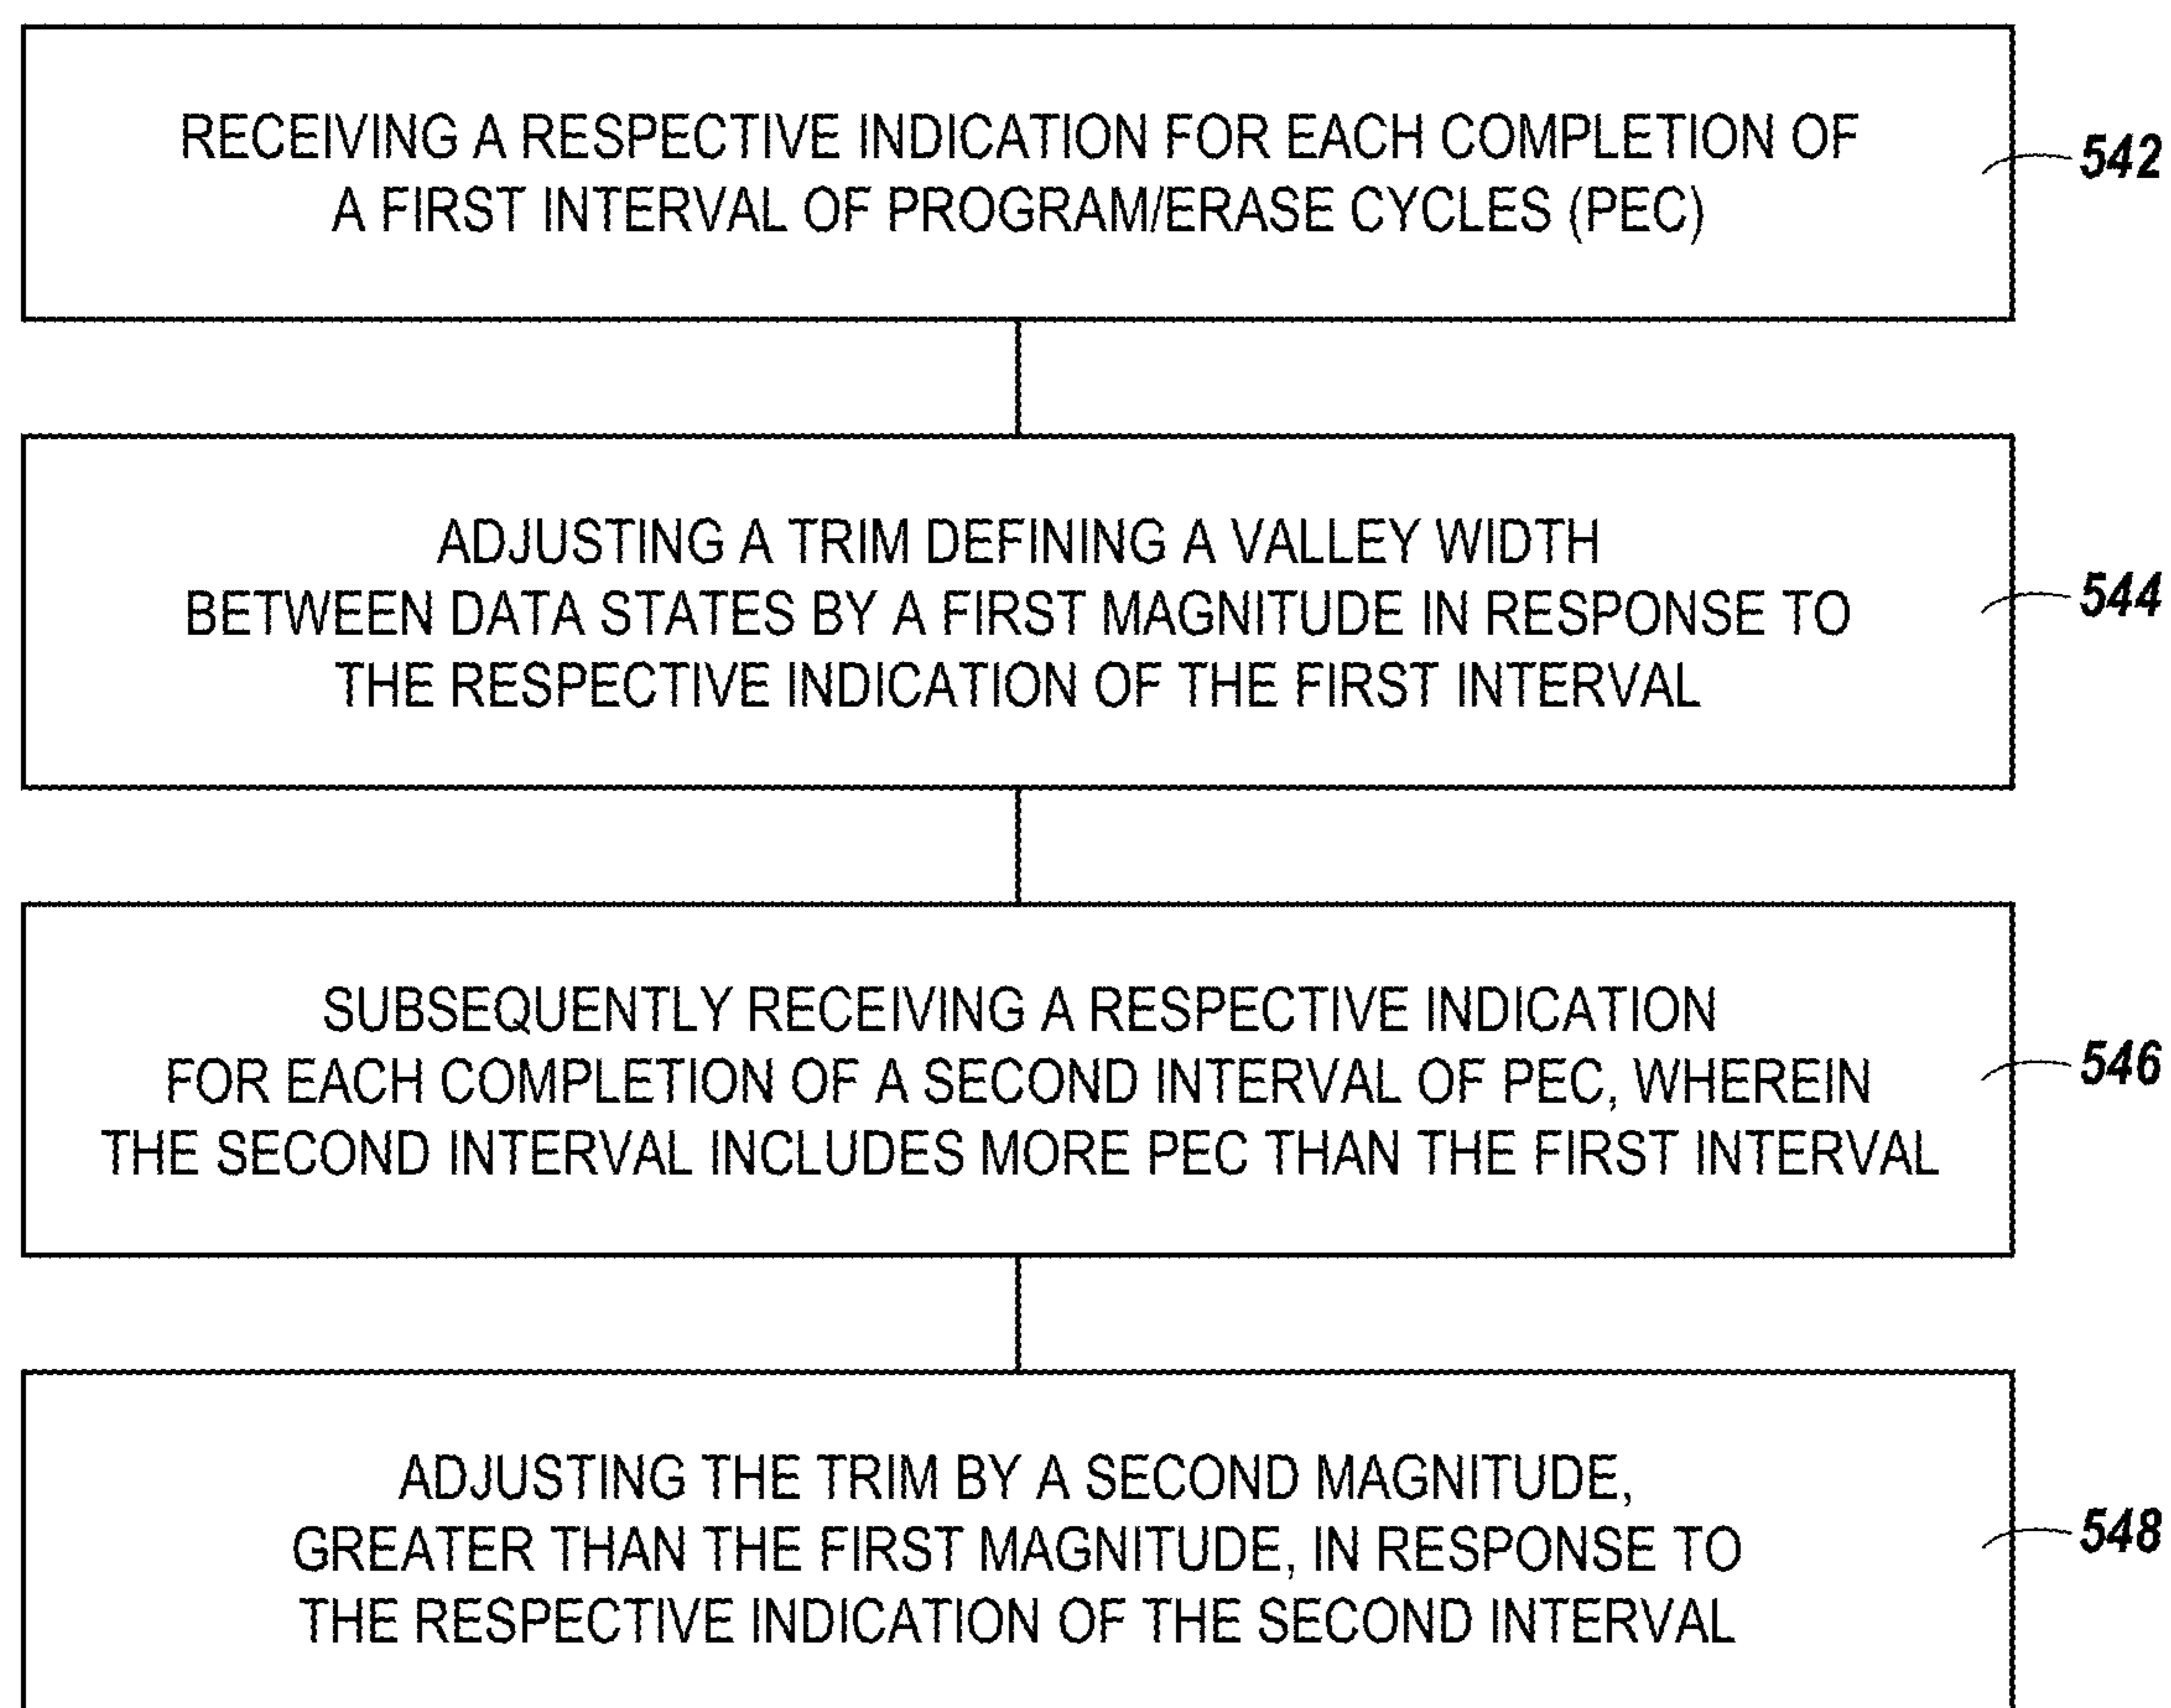 RECEIVING A RESPECTIVE INDICATION FOR EACH COMPLETION OF
A FIRST INTERVAL OF PROGRAM/ERASE CYCLES (PEC)
542
ADJUSTING A TRIM DEFINING A VALLEY WIDTH
BETWEEN DATA STATES BY A FIRST MAGNITUDE IN RESPONSE TO
THE RESPECTIVE INDICATION OF THE FIRST INTERVAL
544
SUBSEQUENTLY RECEIVING A RESPECTIVE INDICATION
FOR EACH COMPLETION OF A SECOND INTERVAL OF PEC, WHEREIN
THE SECOND INTERVAL INCLUDES MORE PEC THAN THE FIRST INTERVAL
546
ADJUSTING THE TRIM BY A SECOND MAGNITUDE,
GREATER THAN THE FIRST MAGNITUDE, IN RESPONSE TO
THE RESPECTIVE INDICATION OF THE SECOND INTERVAL
548